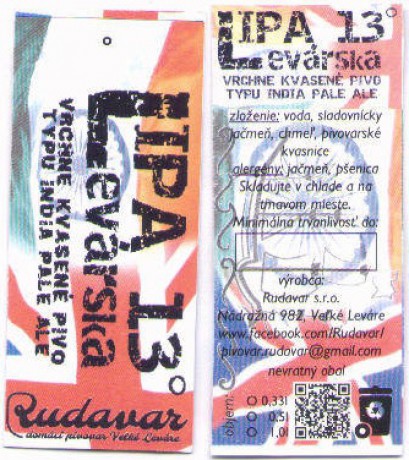 LIPA 13°
Levárska
VRCHNE KVASENÉ PIVO
TYPU INDIA PALE ALE
Rudavar
domáci pivovar Veľké Leváre
LIPA 13°
Levárska
VRCHNE KVASENÉ PIVO
TYPU INDIA PALE ALE
zloženie: voda, sladovnícky
jačmeň, chmeľ, pivovarské
kvasnice
alergény: jačmeň, pšenica
Skladujte v chlade a na
tmavom mieste.
Minimálna trvanlivosť do:
výrobca:
Rudavar s.r.o.
Nádražná 982, Veľké Leváre
www.facebook.com/Rudavar/
pivovar.rudavar@gmail.com
nevratný obal
objem:
0.33l
0.5l
1.0l